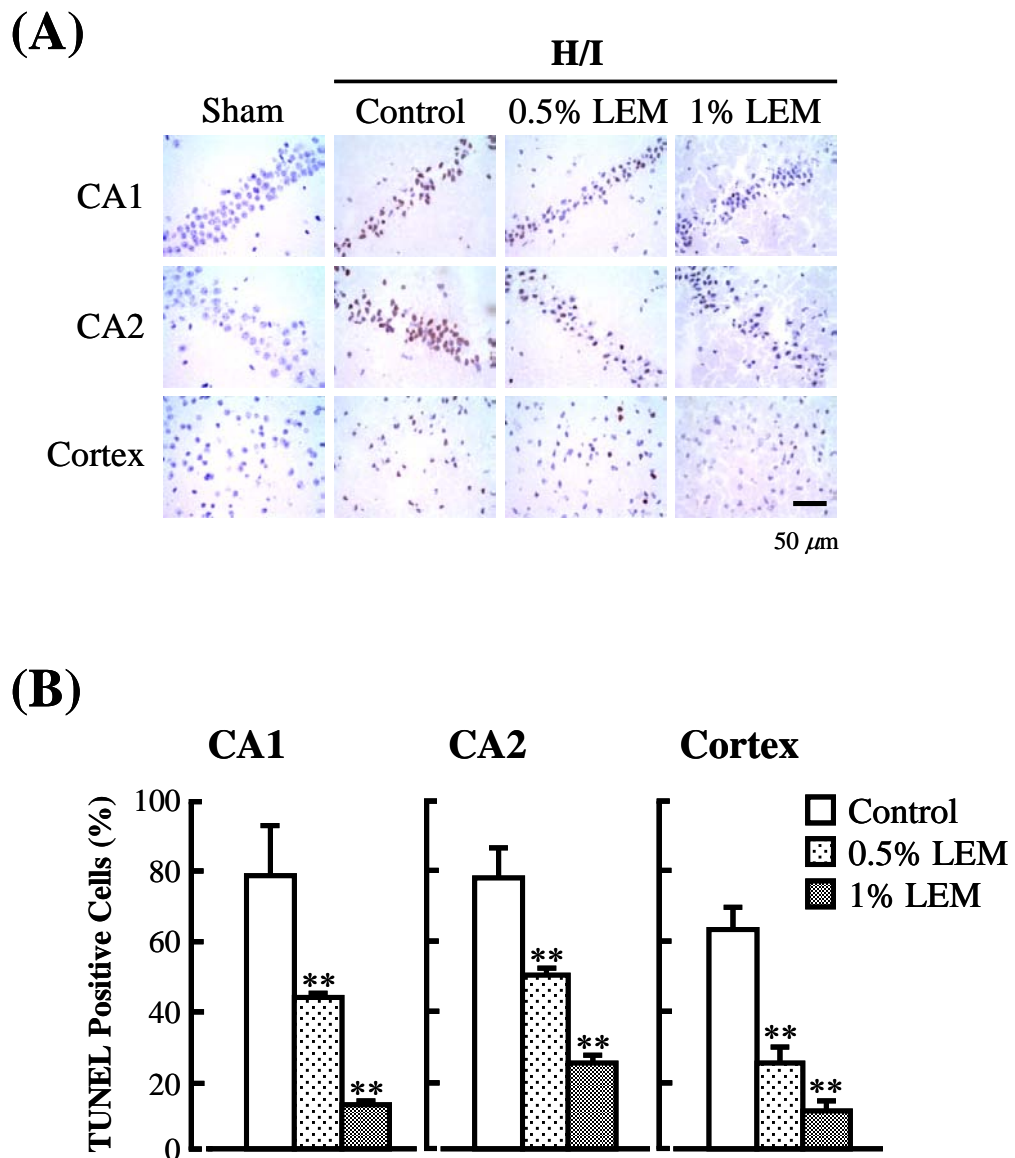 (A)
H/I
Sham Control 0.5% LEM 1% LEM
CA1
CA2
Cortex
50 μm
(B)
CA1 CA2 Cortex
TUNEL Positive Cells (%)
100
80
60
40
20
0
** **
** **
** **
Control
0.5% LEM
1% LEM